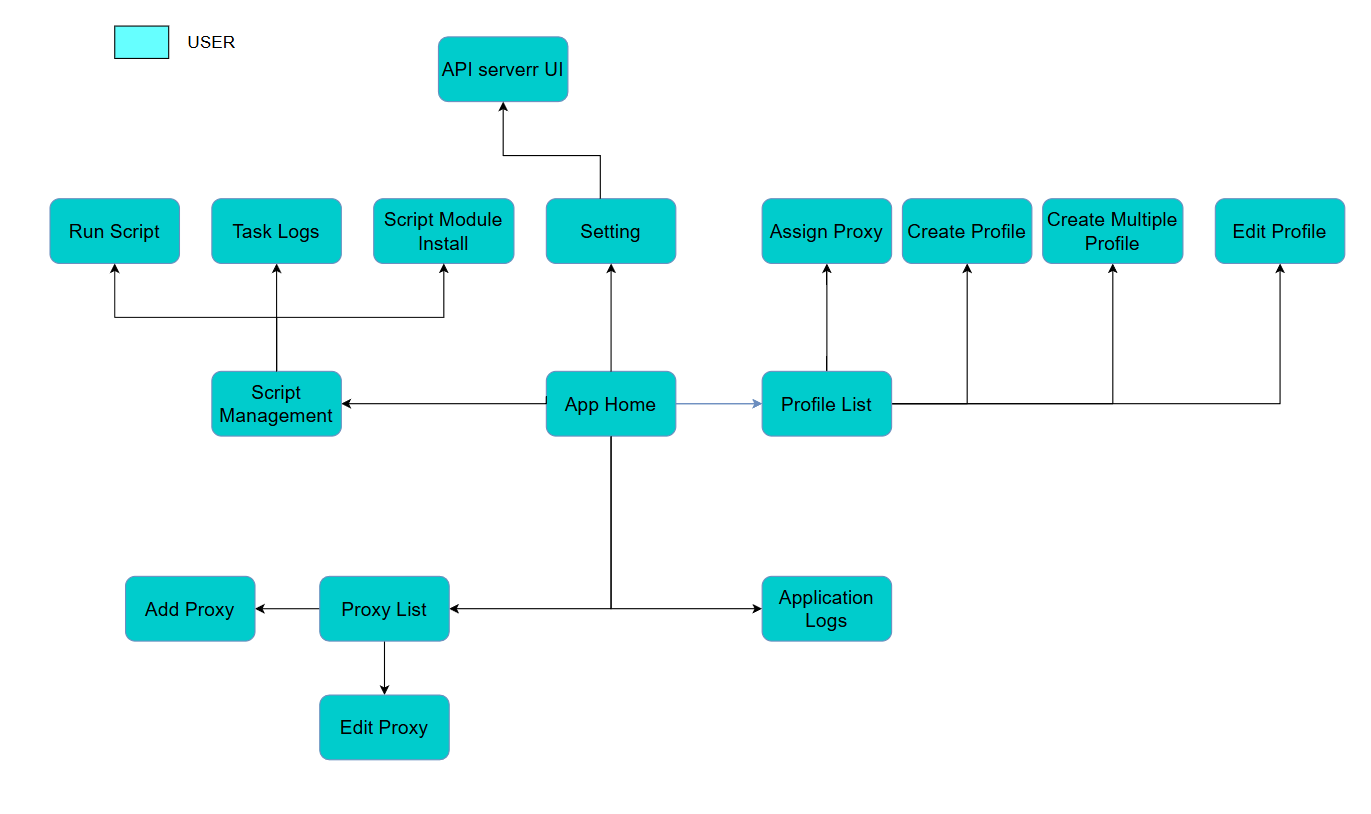 USER
API serverr UI
Run Script
Task Logs
Script Module
Install
Setting
Assign Proxy
Create Profile
Create Multiple
Profile
Edit Profile
Script
Management
App Home
Profile List
Add Proxy
Proxy List
Application
Logs
Edit Proxy